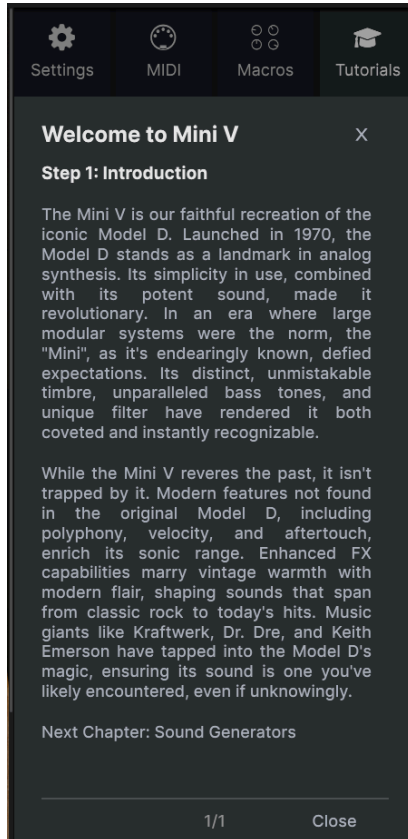 Settings MIDI Macros Tutorials
Welcome to Mini V X
Step 1: Introduction
The Mini V is our faithful recreation of the
iconic Model D. Launched in 1970, the
Model D stands as a landmark in analog
synthesis. Its simplicity in use, combined
with its potent sound, made it
revolutionary. In an era where large
modular systems were the norm, the
"Mini", as it's endearingly known, defied
expectations. Its distinct, unmistakable
timbre, unparalleled bass tones, and
unique filter have rendered it both
coveted and instantly recognizable.
While the Mini V reveres the past, it isn't
trapped by it. Modern features not found
in the original Model D, including
polyphony, velocity, and aftertouch,
enrich its sonic range. Enhanced FX
capabilities marry vintage warmth with
modern flair, shaping sounds that span
from classic rock to today's hits. Music
giants like Kraftwerk, Dr. Dre, and Keith
Emerson have tapped into the Model D's
magic, ensuring its sound is one you've
likely encountered, even if unknowingly.
Next Chapter: Sound Generators
1/1 Close